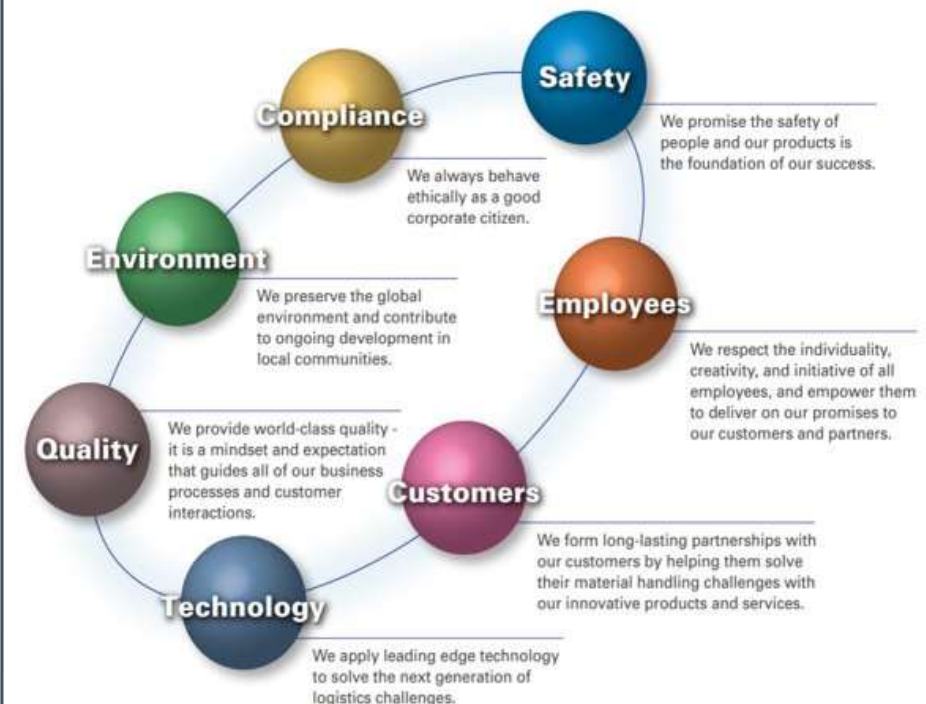 Safety
We promise the safety of
people and our products is
the foundation of our success.
Compliance
We always behave
ethically as a good
corporate citizen.
Environment
We preserve the global
environment and contribute
to ongoing development in
local communities.
Employees
We respect the individuality,
creativity, and initiative of all
employees, and empower them
to deliver on our promises to
our customers and partners.
Quality
We provide world-class quality -
it is a mindset and expectation
that guides all of our business
processes and customer
interactions.
Customers
We form long-lasting partnerships with
our customers by helping them solve
their material handling challenges with
our innovative products and services.
Technology
We apply leading edge technology
to solve the next generation of
logistics challenges.